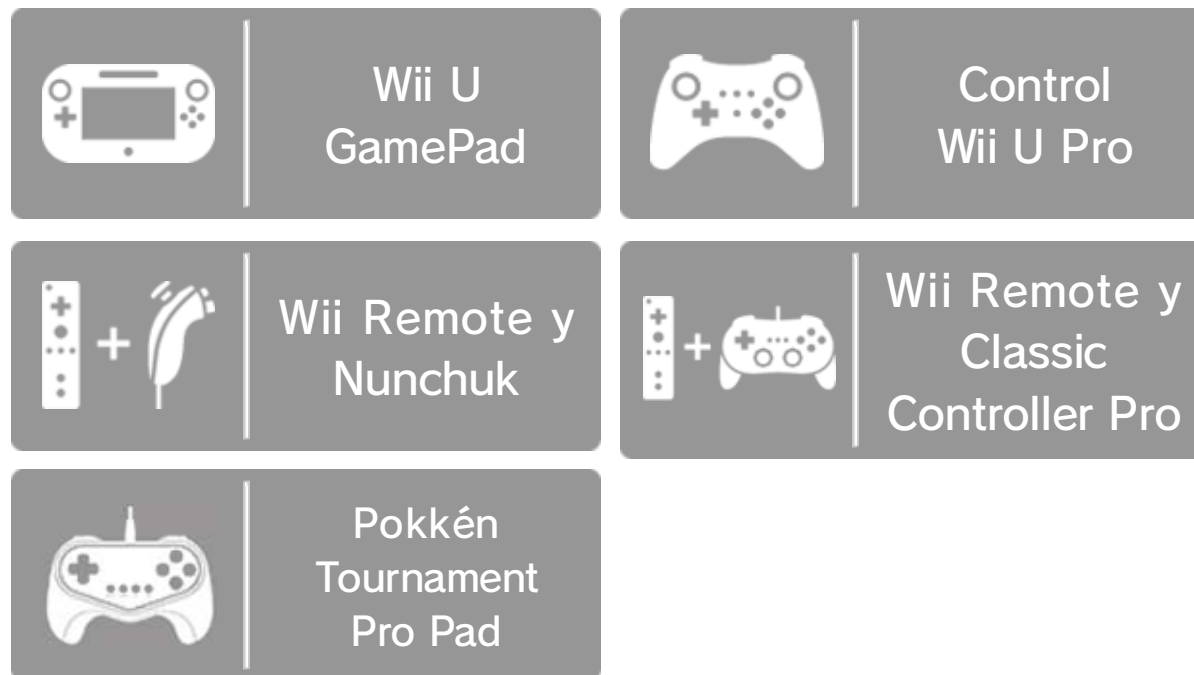 Wii U
GamePad
Control
Wii U Pro
Wii Remote y
Nunchuk
Wii Remote y
Classic
Controller Pro
Pokkén
Tournament
Pro Pad